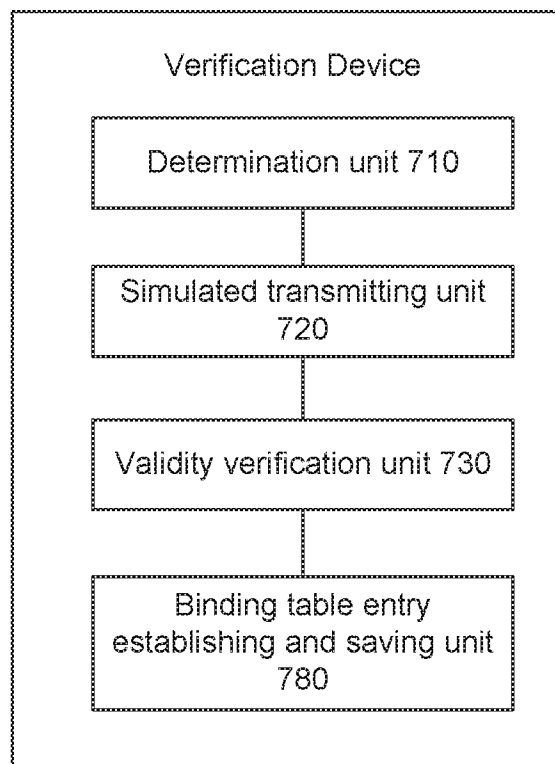 Verification Device
Determination unit 710
Simulated transmitting unit
720
Validity verification unit 730
Binding table entry
establishing and saving unit
780